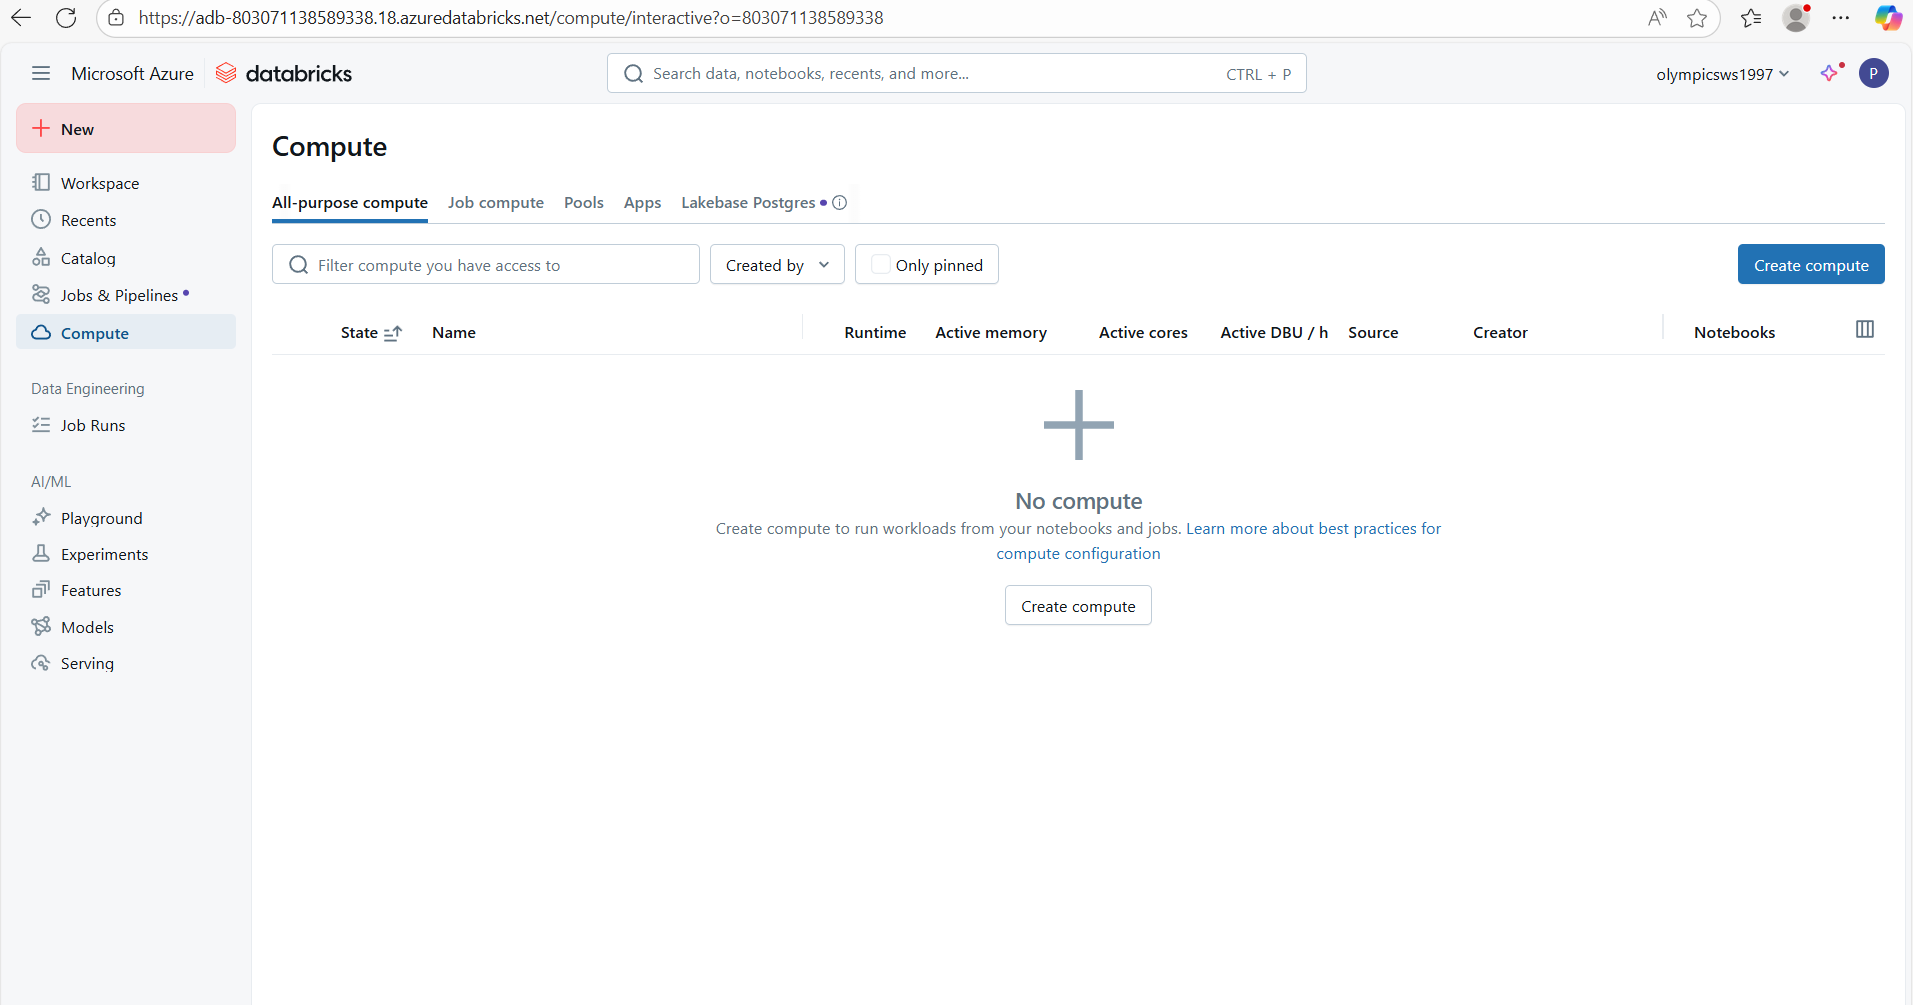 https://adb-803071138589338.18.azuredatabricks.net/compute/interactive?o=803071138589338
Microsoft Azure databricks
Search data, notebooks, recents, and more... CTRL + P
olympicsws1997
P
New
Workspace
Recents
Catalog
Jobs & Pipelines
Compute
Data Engineering
Job Runs
AI/ML
Playground
Experiments
Features
Models
Serving
Compute
All-purpose compute Job compute Pools Apps Lakebase Postgres
Filter compute you have access to Created by Only pinned Create compute
State Name Runtime Active memory Active cores Active DBU / h Source Creator Notebooks
No compute
Create compute to run workloads from your notebooks and jobs. Learn more about best practices for
compute configuration
Create compute